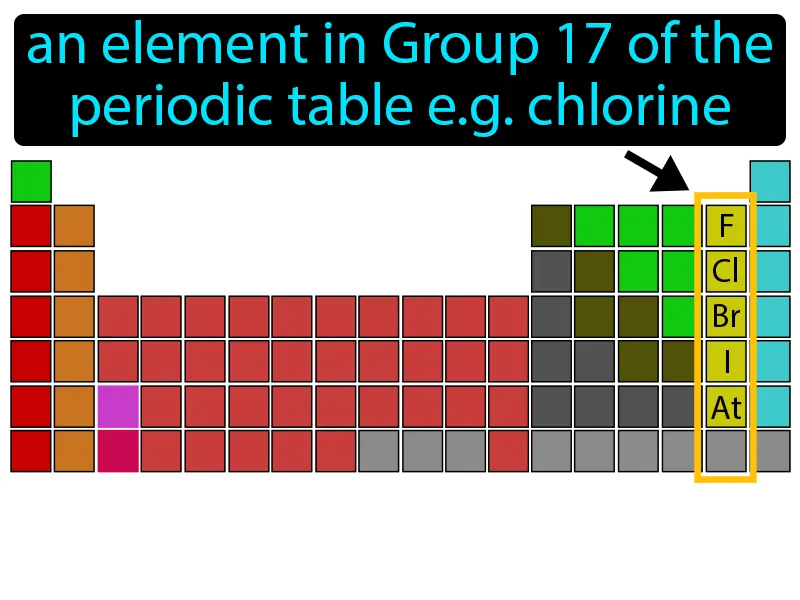 an element in Group 17 of the
periodic table e.g. chlorine
F
Cl
Br
I
At